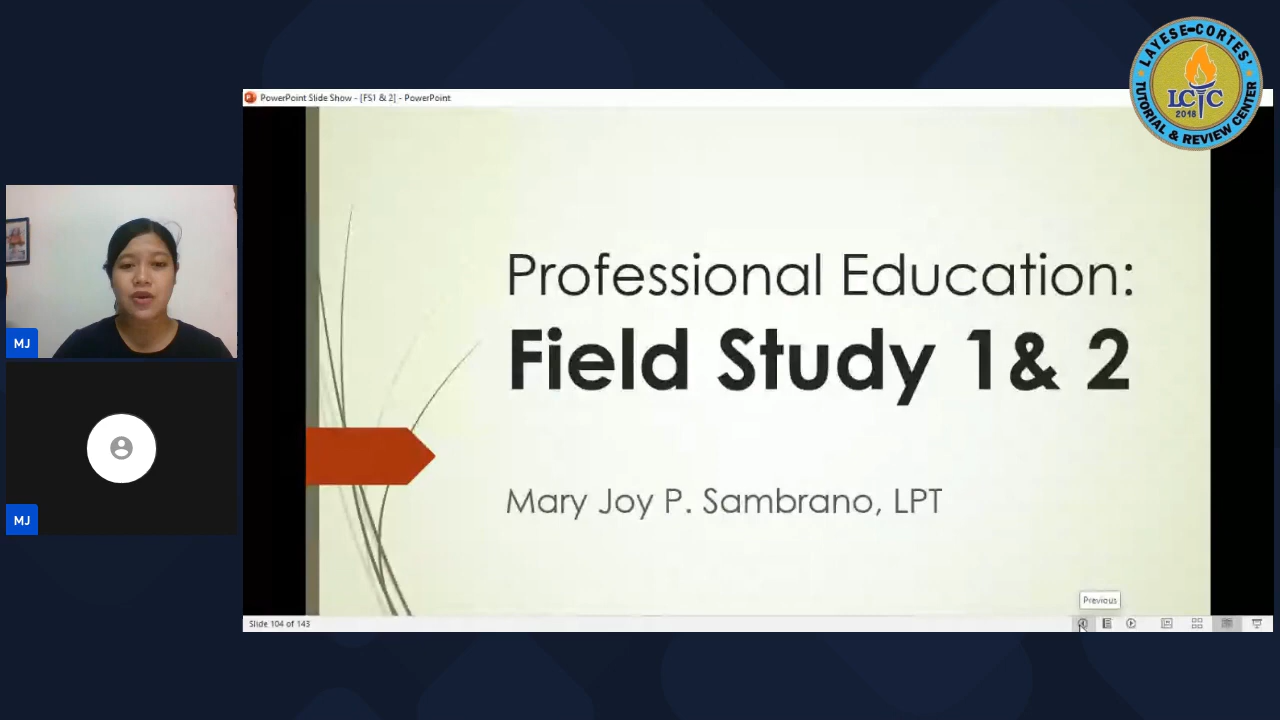 LAYESE-CORTES'
LCTC
2018
TUTORIAL & REVIEW CENTER
PowerPoint Slide Show - [FS1 & 2] - PowerPoint
Professional Education:
Field Study 1& 2
Mary Joy P. Sambrano, LPT
MJ
MJ
Previous
Slide 104 of 143